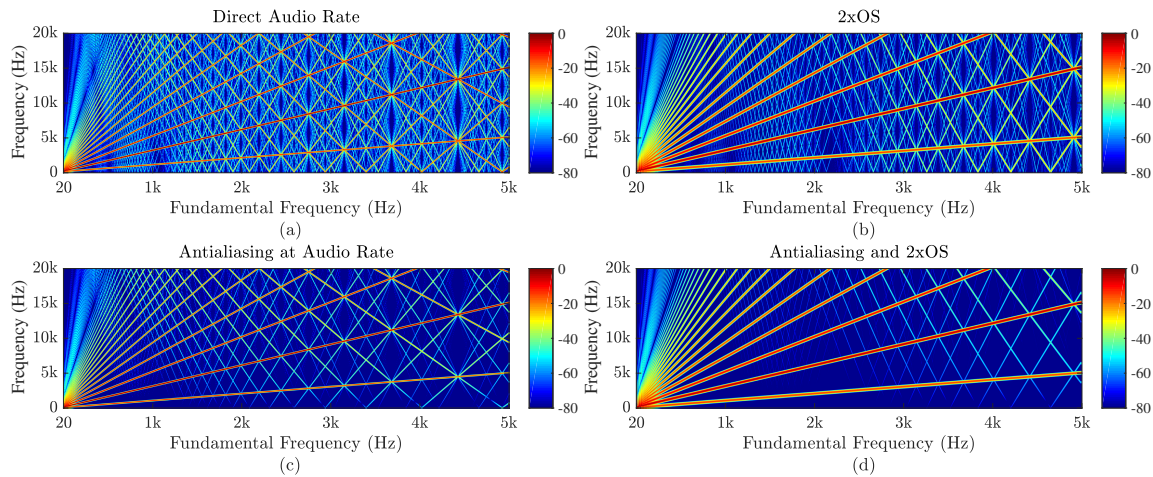 Direct Audio Rate
20k
15k
10k
5k
0
Frequency (Hz)
20 1k 2k 3k 4k 5k
Fundamental Frequency (Hz)
0
-20
-40
-60
-80
(a)
2xOS
20k
15k
10k
5k
0
Frequency (Hz)
20 1k 2k 3k 4k 5k
Fundamental Frequency (Hz)
0
-20
-40
-60
-80
(b)
Antialiasing at Audio Rate
20k
15k
10k
5k
0
Frequency (Hz)
20 1k 2k 3k 4k 5k
Fundamental Frequency (Hz)
0
-20
-40
-60
-80
(c)
Antialiasing and 2xOS
20k
15k
10k
5k
0
Frequency (Hz)
20 1k 2k 3k 4k 5k
Fundamental Frequency (Hz)
0
-20
-40
-60
-80
(d)